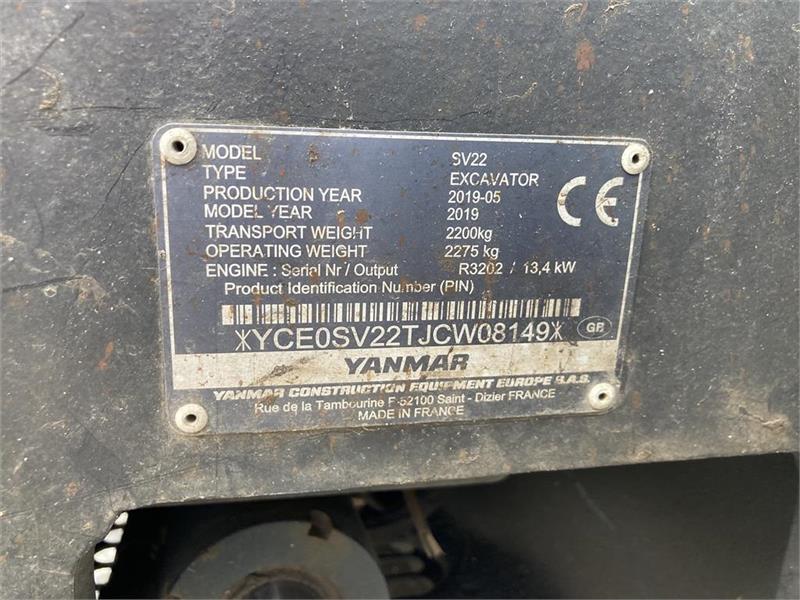 MODEL SV22
TYPE EXCAVATOR
PRODUCTION YEAR 2019-05
MODEL YEAR 2019
TRANSPORT WEIGHT 2200kg
OPERATING WEIGHT 2275 kg
ENGINE : Serial Nr / Output R3202 / 13,4 kW
Product Identification Number (PIN)
CE
*YCE0SV22TJCW08149*
GB
YANMAR
YANMAR CONSTRUCTION EQUIPMENT EUROPE S.A.S.
Rue de la Tambourine F-52100 Saint - Dizier FRANCE
MADE IN FRANCE